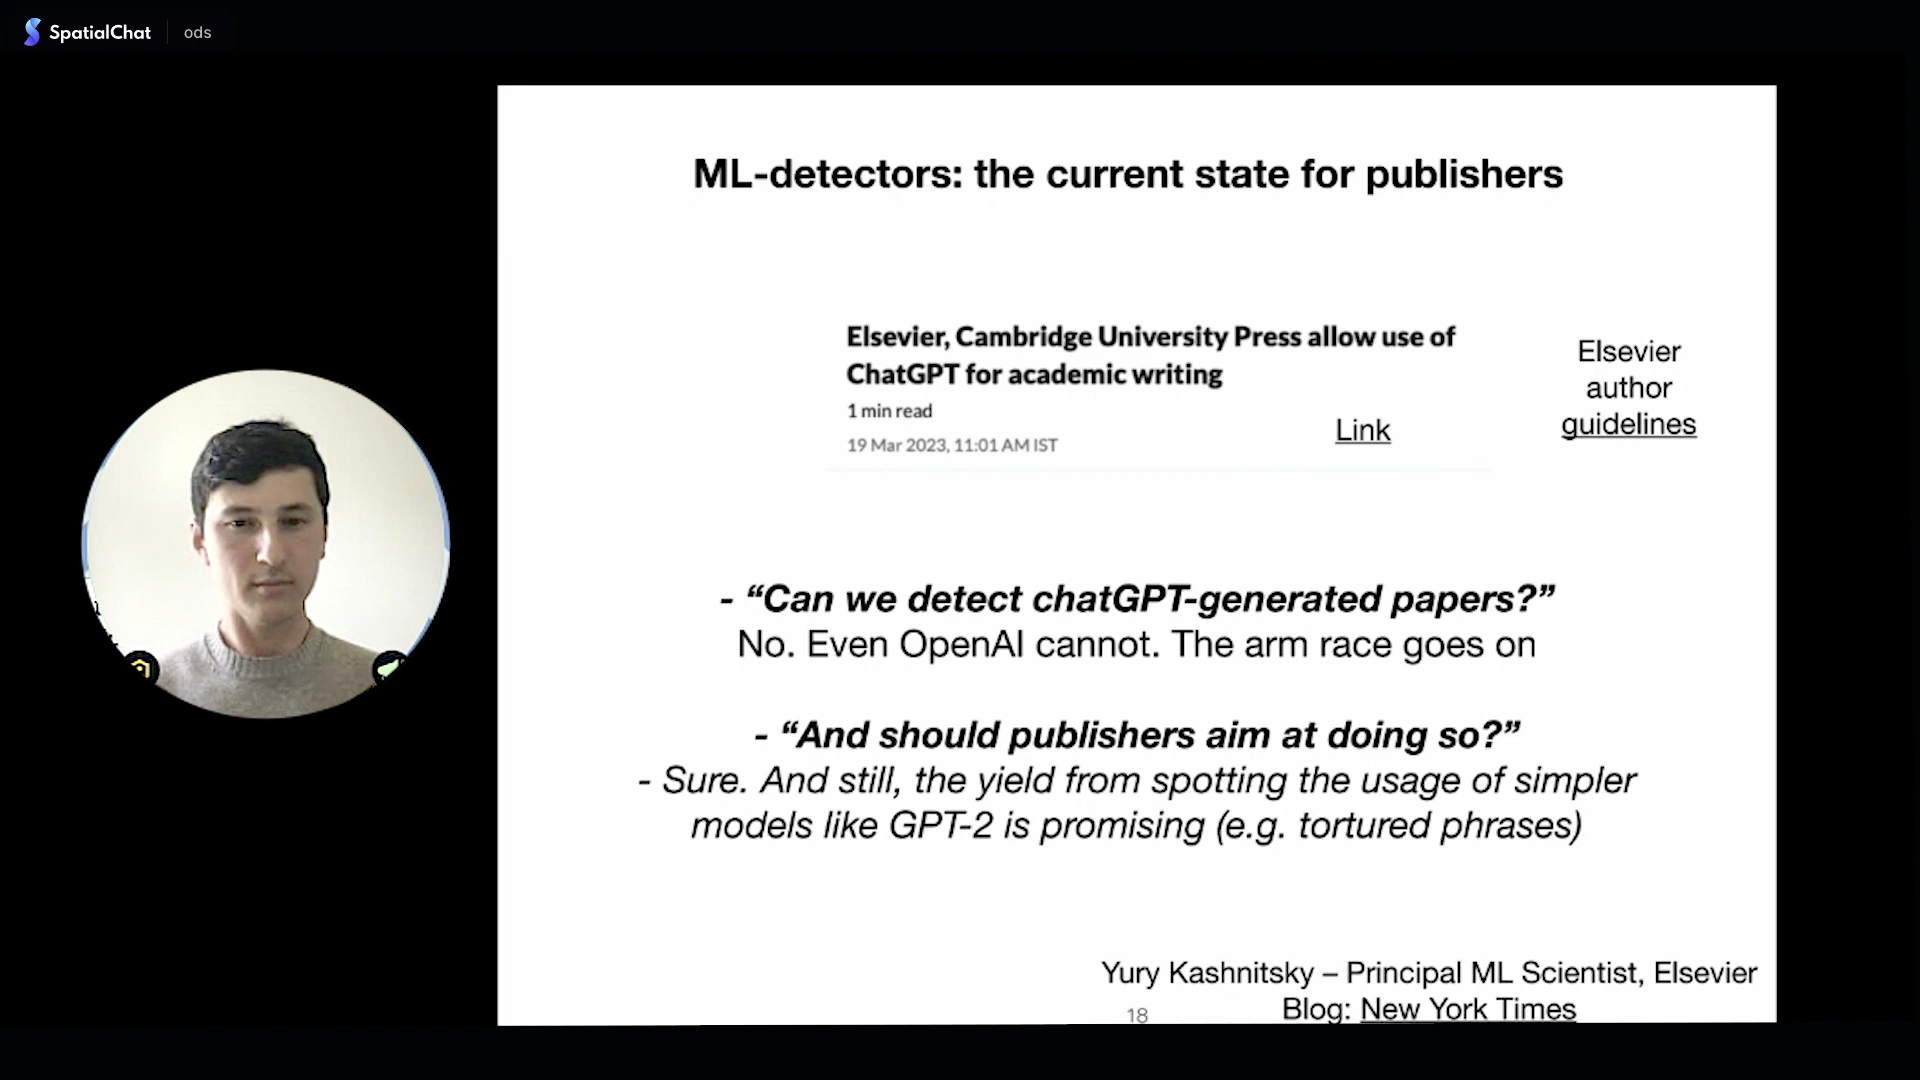 SpatialChat ods
ML-detectors: the current state for publishers
Elsevier, Cambridge University Press allow use of
ChatGPT for academic writing
1 min read
19 Mar 2023, 11:01 AM IST
Link
Elsevier
author
guidelines
- “Can we detect chatGPT-generated papers?”
No. Even OpenAI cannot. The arm race goes on
- “And should publishers aim at doing so?”
- Sure. And still, the yield from spotting the usage of simpler
models like GPT-2 is promising (e.g. tortured phrases)
Yury Kashnitsky – Principal ML Scientist, Elsevier
Blog: New York Times
18